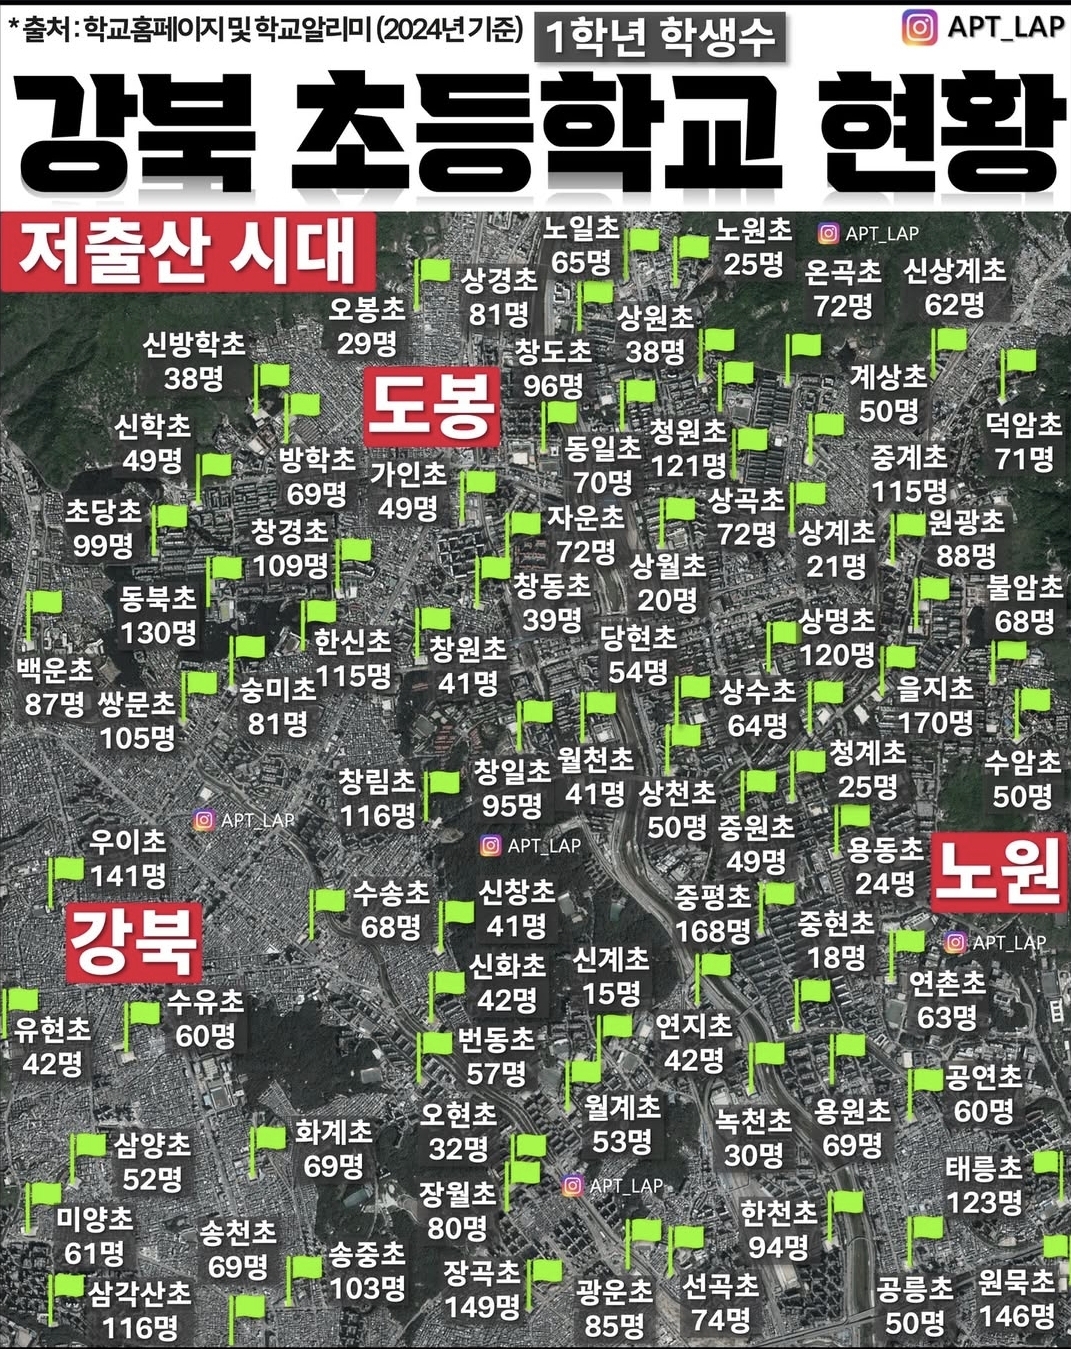 * 출처 : 학교홈페이지 및 학교알리미 (2024년 기준)
1학년 학생수
APT_LAP
강북 초등학교 현황
저출산 시대
노일초
65명
노원초
25명
APT_LAP
상경초
81명
온곡초
72명
신상계초
62명
오봉초
29명
상원초
38명
신방학초
38명
창도초
96명
계상초
50명
도봉
신학초
49명
방학초
69명
가인초
49명
동일초
70명
청원초
121명
중계초
115명
덕암초
71명
초당초
99명
창경초
109명
자운초
72명
상곡초
72명
상계초
21명
원광초
88명
동북초
130명
창동초
39명
상월초
20명
불암초
68명
백운초
87명
한신초
115명
창원초
41명
당현초
54명
상명초
120명
쌍문초
105명
숭미초
81명
상수초
64명
을지초
170명
창림초
116명
창일초
95명
월천초
41명
상천초
50명
청계초
25명
수암초
50명
APT_LAP
우이초
141명
APT_LAP
중원초
49명
용동초
24명
노원
강북
수송초
68명
신창초
41명
중평초
168명
중현초
18명
APT_LAP
유현초
42명
수유초
60명
신화초
42명
신계초
15명
연촌초
63명
번동초
57명
연지초
42명
공연초
60명
삼양초
52명
화계초
69명
오현초
32명
월계초
53명
녹천초
30명
용원초
69명
APT_LAP
태릉초
123명
미양초
61명
송천초
69명
장월초
80명
한천초
94명
삼각산초
116명
송중초
103명
장곡초
149명
광운초
85명
선곡초
74명
공릉초
50명
원묵초
146명